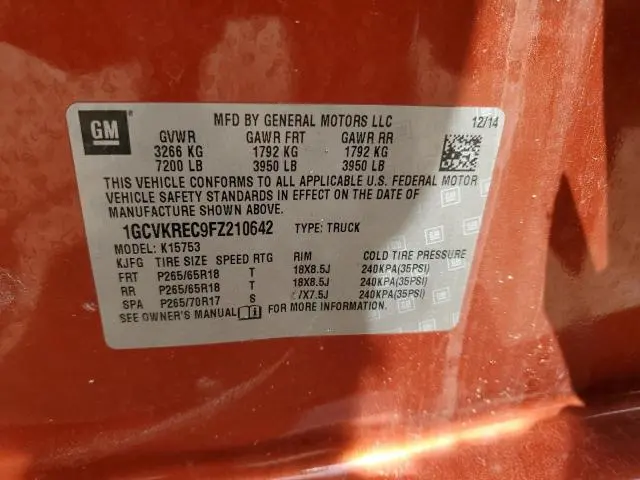 GM
MFD BY GENERAL MOTORS LLC 12/14
GVWR GAWR FRT GAWR RR
3266 KG 1792 KG 1792 KG
7200 LB 3950 LB 3950 LB
THIS VEHICLE CONFORMS TO ALL APPLICABLE U.S. FEDERAL MOTOR
VEHICLE SAFETY STANDARDS IN EFFECT ON THE DATE OF
MANUFACTURE SHOWN ABOVE.
1GCVKREC9FZ210642 TYPE: TRUCK
MODEL: K15753
KJFG TIRE SIZE SPEED RTG RIM COLD TIRE PRESSURE
FRT P265/65R18 T 18X8.5J 240KPA(35PSI)
RR P265/65R18 T 18X8.5J 240KPA(35PSI)
SPA P265/70R17 S 7X7.5J 240KPA(35PSI)
SEE OWNER'S MANUAL FOR MORE INFORMATION.